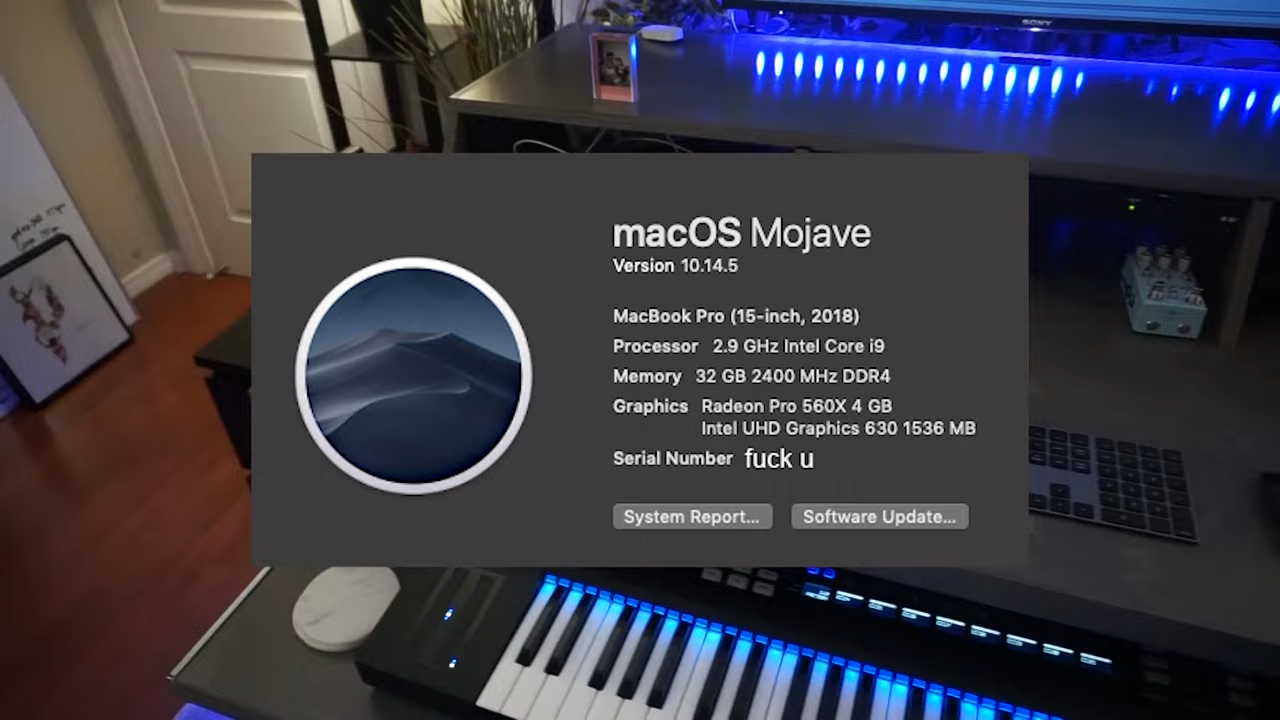 SONY
macOS Mojave
Version 10.14.5
MacBook Pro (15-inch, 2018)
Processor 2.9 GHz Intel Core i9
Memory 32 GB 2400 MHz DDR4
Graphics Radeon Pro 560X 4 GB
Intel UHD Graphics 630 1536 MB
Serial Number fuck u
System Report...
Software Update...